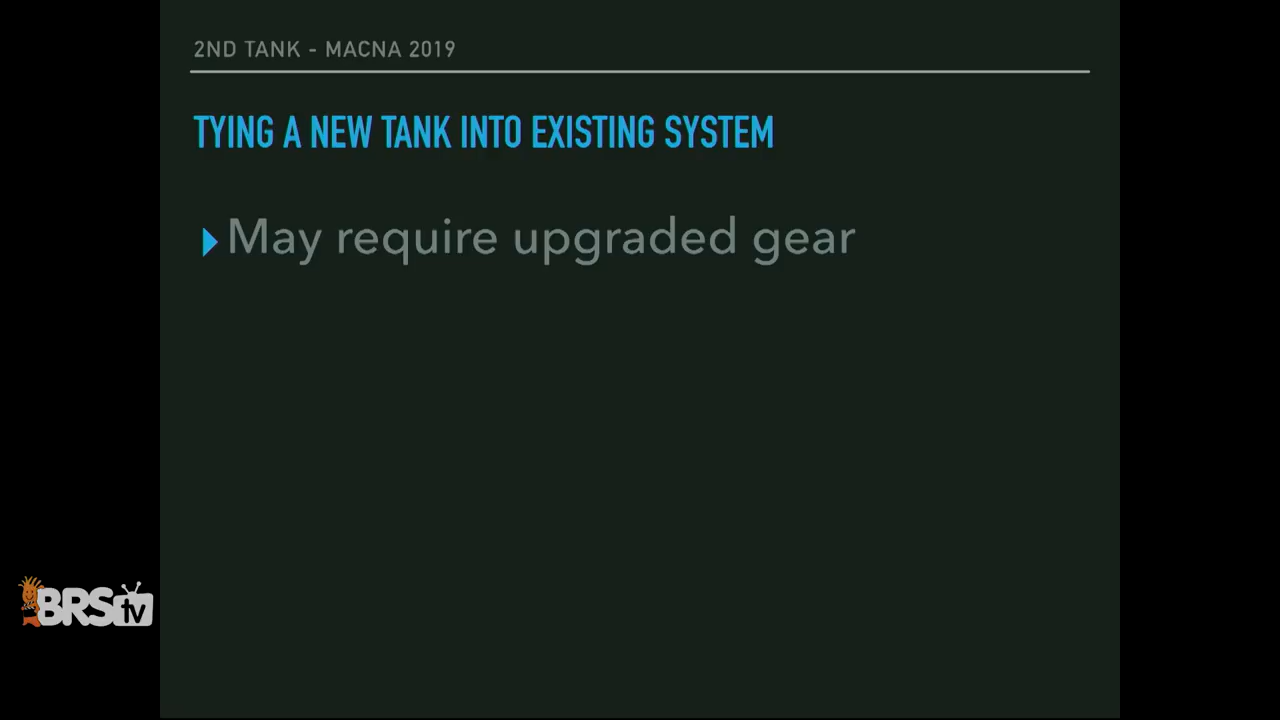 2ND TANK - MACNA 2019
TYING A NEW TANK INTO EXISTING SYSTEM
May require upgraded gear
BRStv